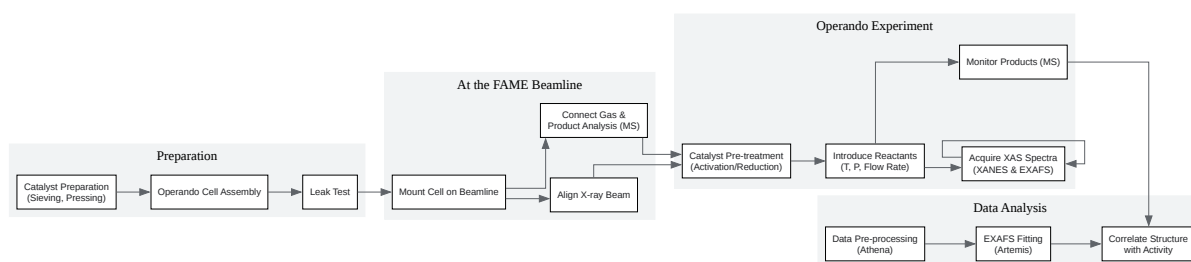 Preparation
Catalyst Preparation
(Sieving, Pressing)
Operando Cell Assembly
Leak Test
At the FAME Beamline
Mount Cell on Beamline
Connect Gas &
Product Analysis (MS)
Align X-ray Beam
Operando Experiment
Catalyst Pre-treatment
(Activation/Reduction)
Introduce Reactants
(T, P, Flow Rate)
Monitor Products (MS)
Acquire XAS Spectra
(XANES & EXAFS)
Data Analysis
Data Pre-processing
(Athena)
EXAFS Fitting
(Artemis)
Correlate Structure
with Activity